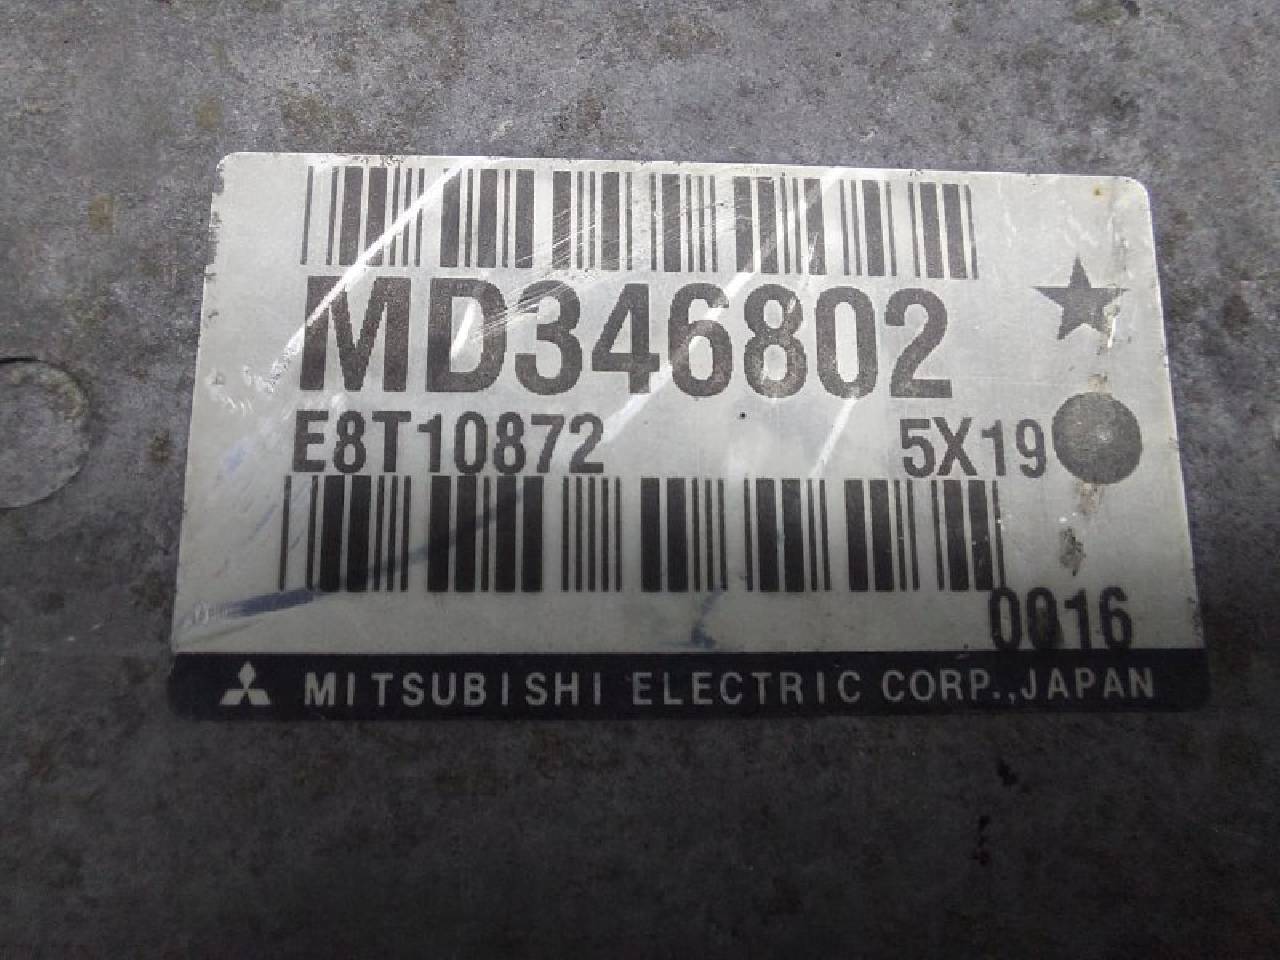 MD346802
E8T10872 5X19
0016
MITSUBISHI ELECTRIC CORP.,JAPAN